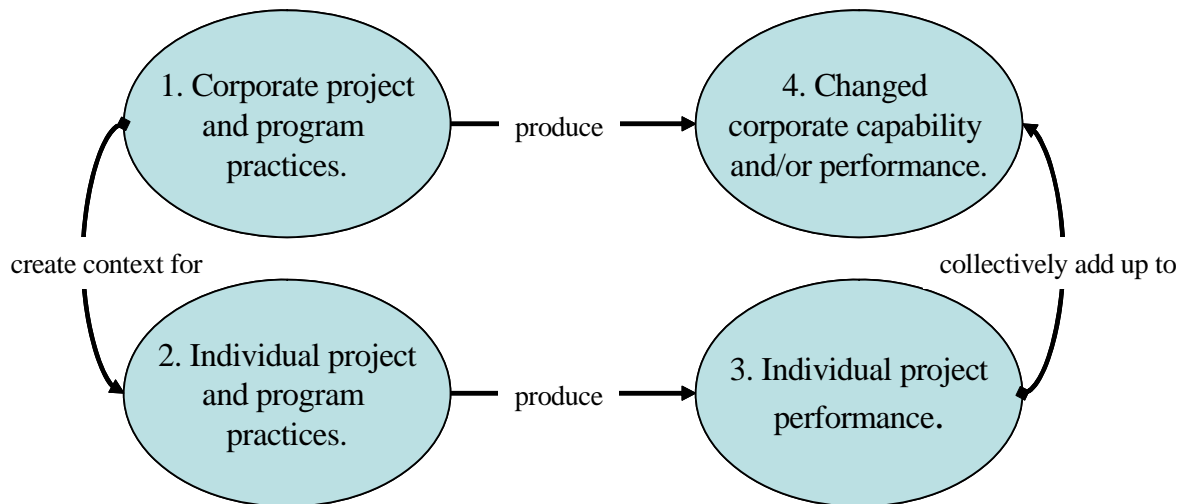 1. Corporate project
and program
practices.
produce
4. Changed
corporate capability
and/or performance.
create context for
collectively add up to
2. Individual project
and program
practices.
produce
3. Individual project
performance.